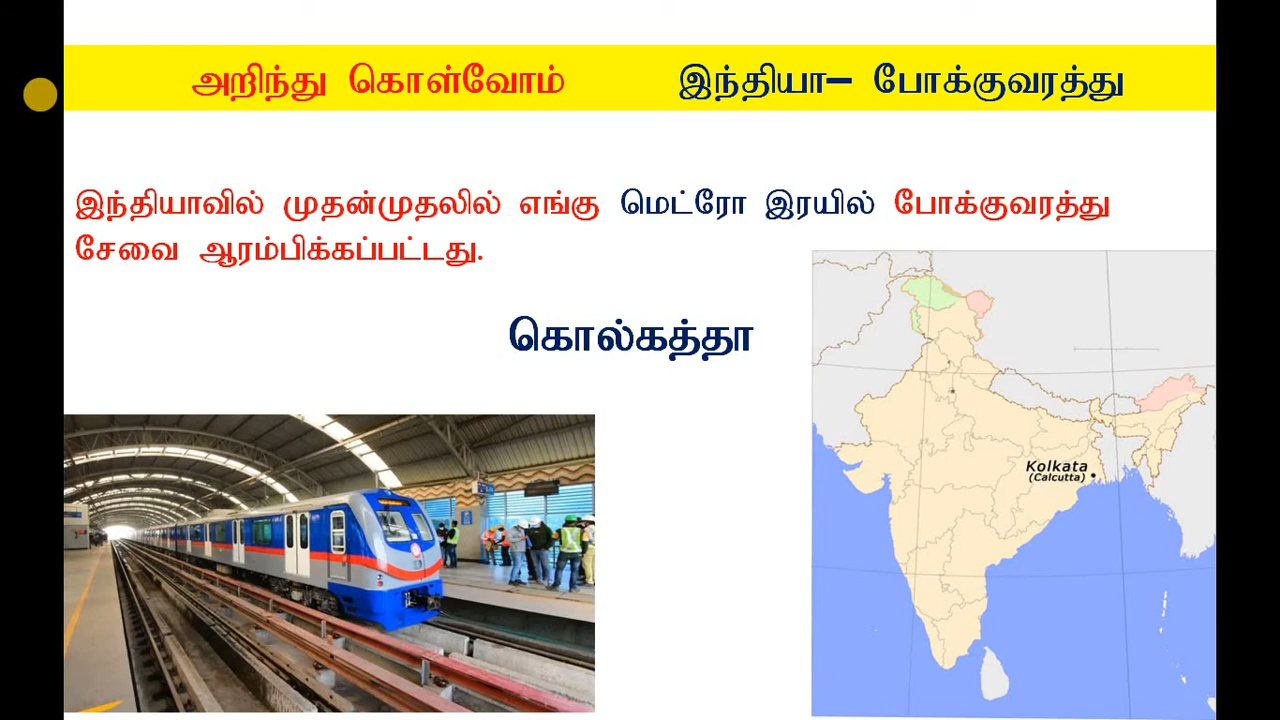 அறிந்து கொள்வோம் இந்தியா– போக்குவரத்து
இந்தியாவில் முதன்முதலில் எங்கு மெட்ரோ இரயில் போக்குவரத்து
சேவை ஆரம்பிக்கப்பட்டது.
கொல்கத்தா
Kolkata
(Calcutta)